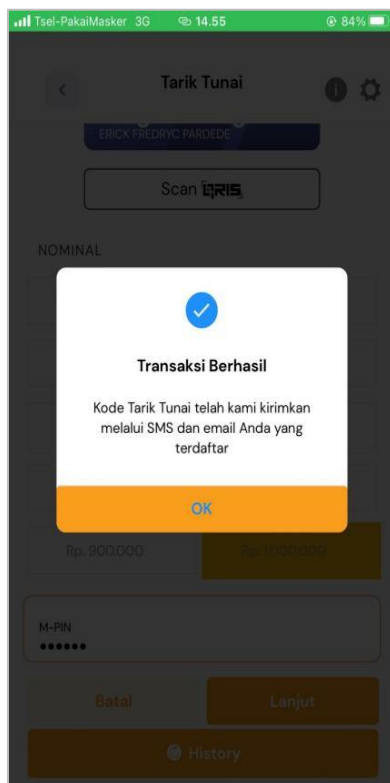 Tsel-PakaiMasker 3G 14.55 84%
Tarik Tunai
ERICK FREDRYC PARDEDE
Scan QRIS
NOMINAL
Transaksi Berhasil
Kode Tarik Tunai telah kami kirimkan
melalui SMS dan email Anda yang
terdaftar
OK
Rp. 900.000
Rp. 1.000.000
M-PIN
Batal
Lanjut
History